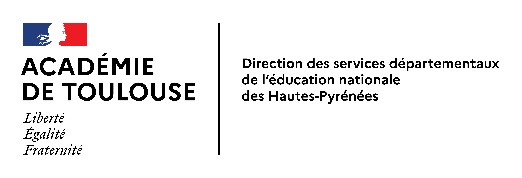 ACADÉMIE
DE TOULOUSE
Liberté
Égalité
Fraternité
Direction des services départementaux
de l'éducation nationale
des Hautes-Pyrénées